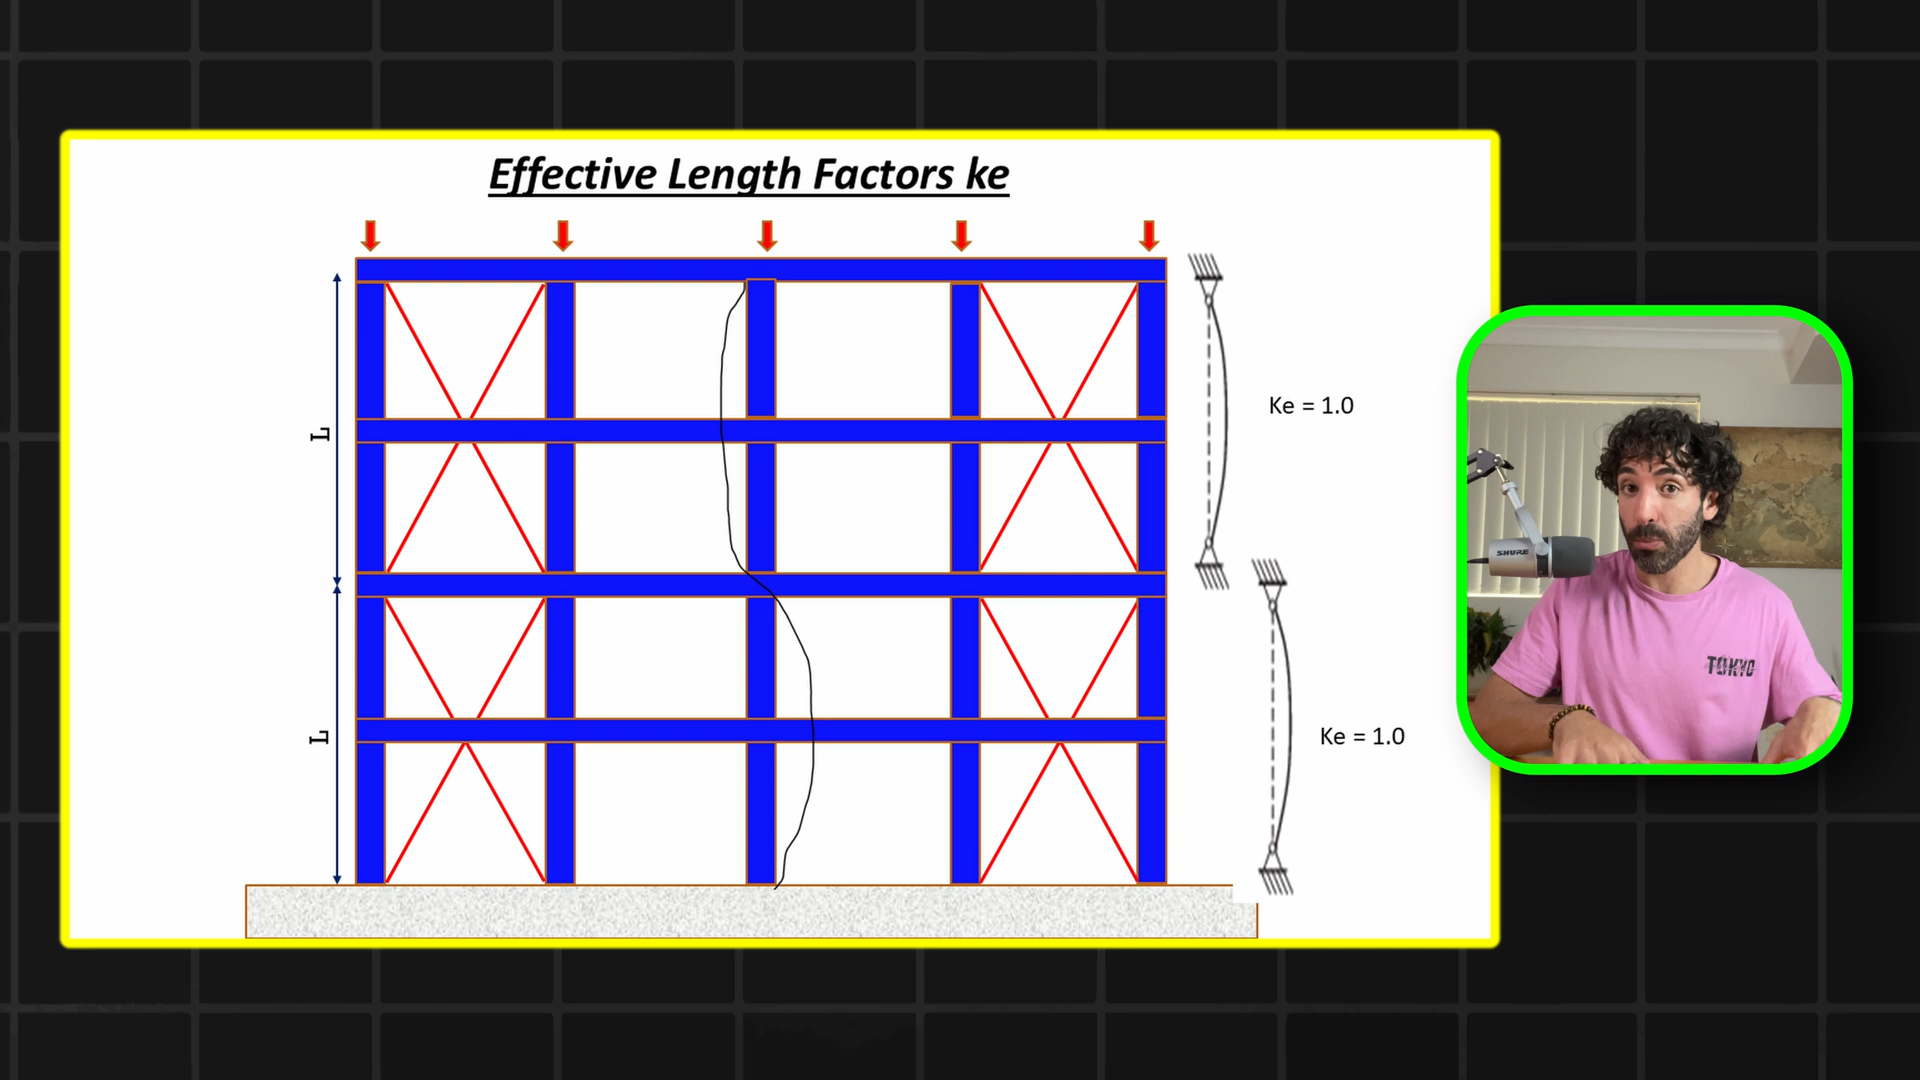 Effective Length Factors ke
L
Ke = 1.0
L
Ke = 1.0
SHURE
TOKYO